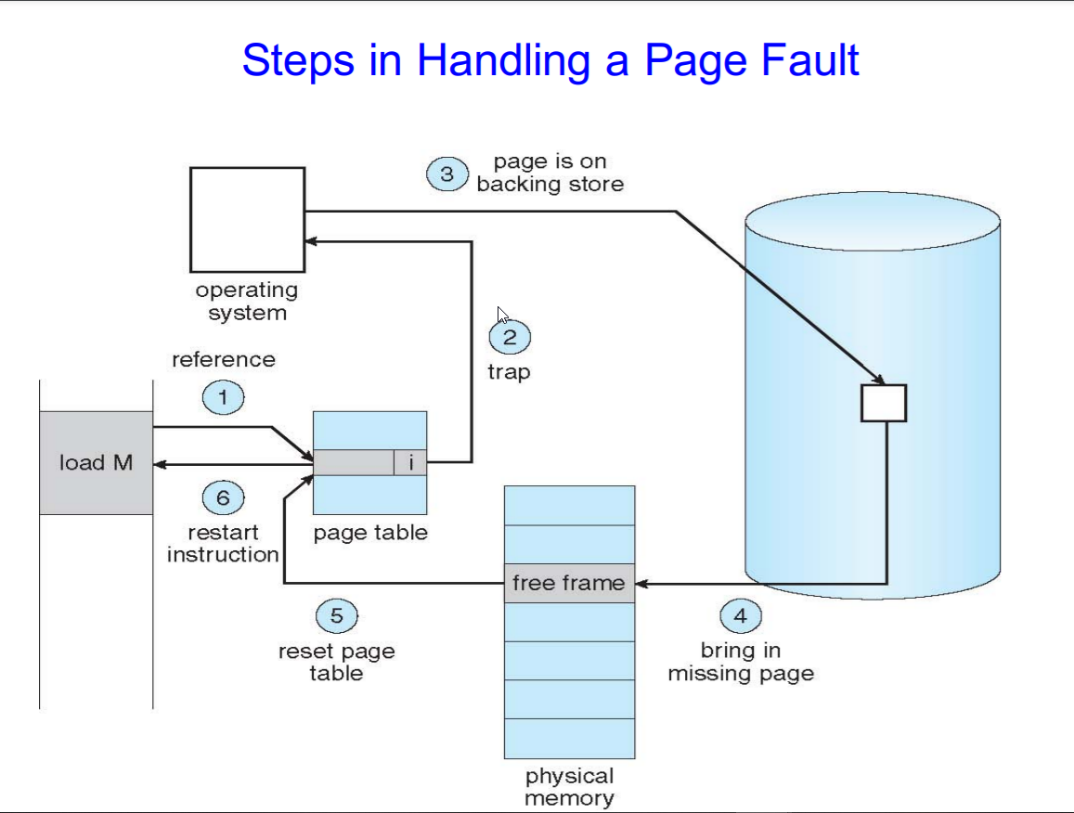 Steps in Handling a Page Fault
3
page is on
backing store
operating
system
2
trap
reference
1
load M
i
6
restart
instruction
page table
free frame
5
reset page
table
4
bring in
missing page
physical
memory